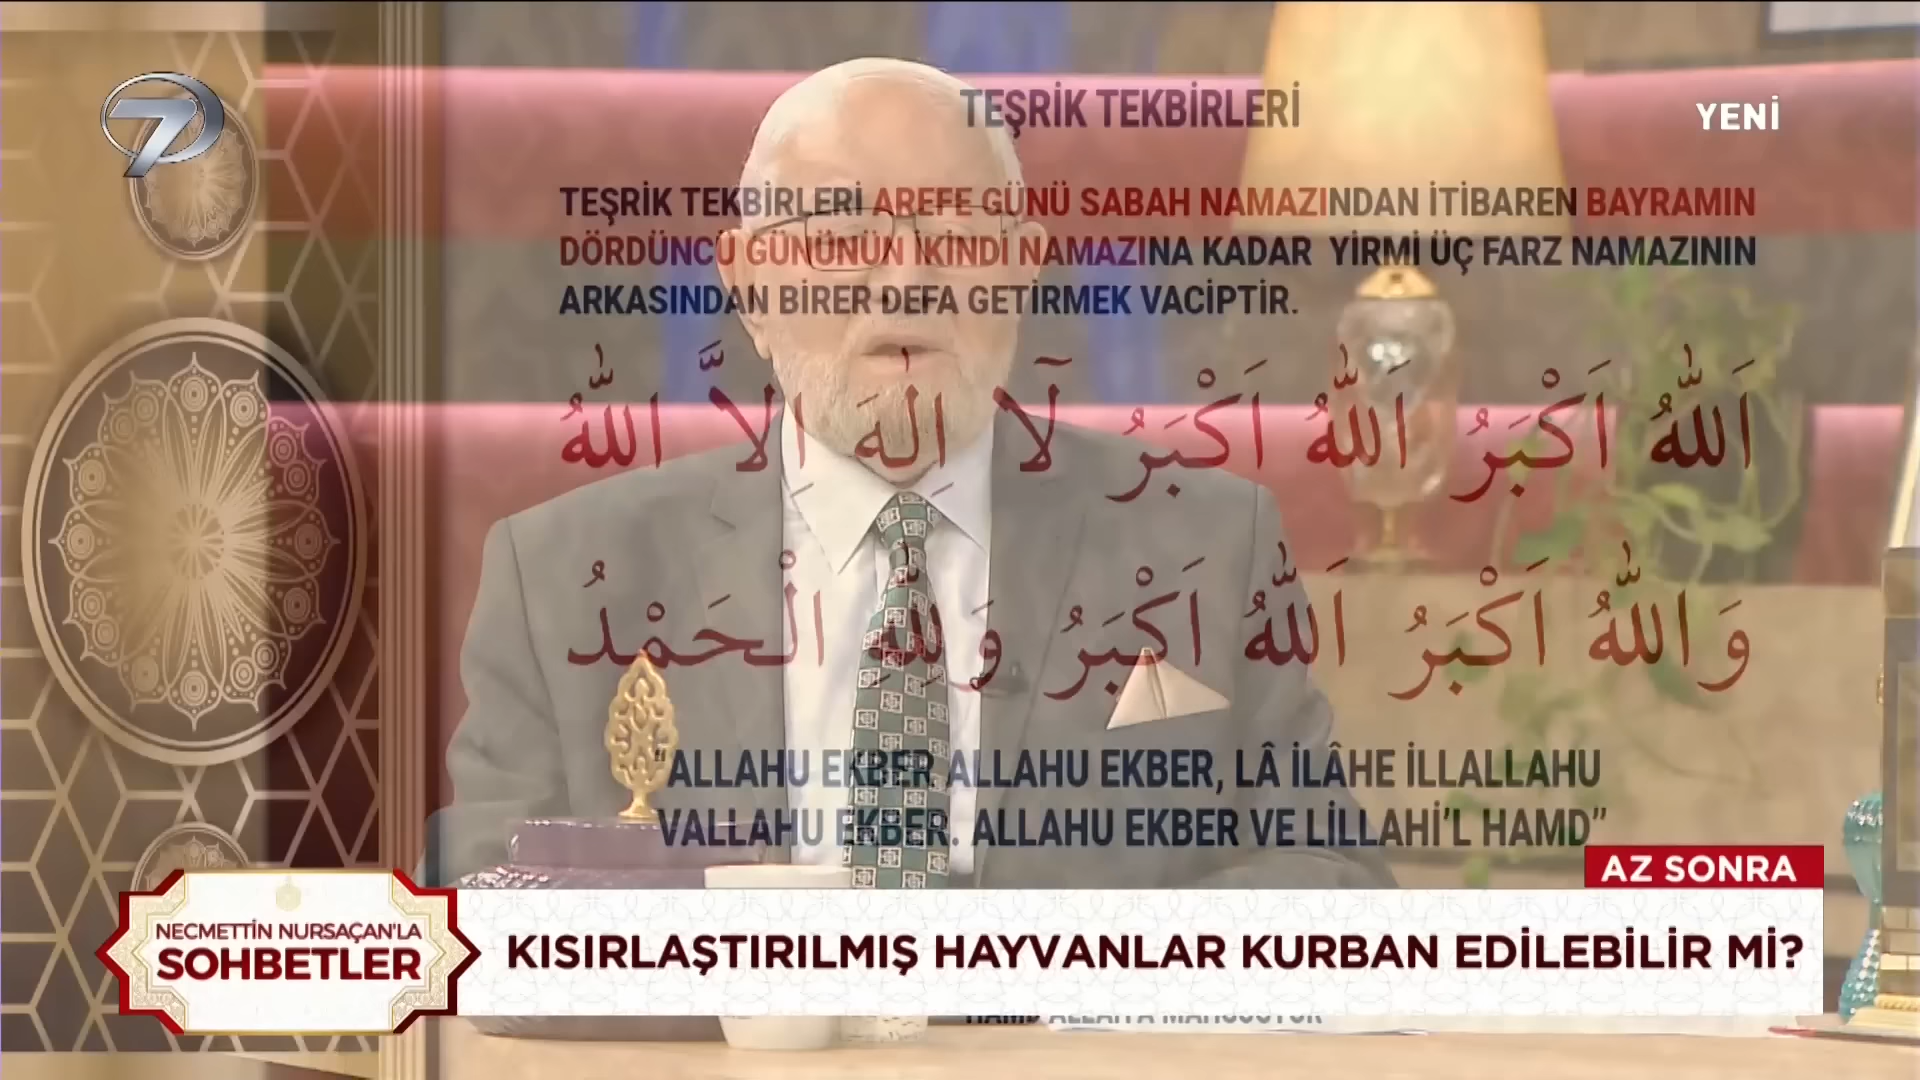 7
YENİ
TEŞRİK TEKBİRLERİ
TEŞRİK TEKBİRLERİ AREFE GÜNÜ SABAH NAMAZINDAN İTİBAREN BAYRAMIN
DÖRDÜNCÜ GÜNÜNÜN İKİNDİ NAMAZINA KADAR YİRMİ ÜÇ FARZ NAMAZININ
ARKASINDAN BİRER DEFA GETİRMEK VACİPTİR.
اَللّٰهُ اَكْبَرُ اَللّٰهُ اَكْبَرُ لَٓا اِلٰهَ اِلاَّ اللّٰهُ
وَاللّٰهُ اَكْبَرُ اَللّٰهُ اَكْبَرُ وَلِلّٰهِ الْحَمْدُ
“ALLAHU EKBER ALLAHU EKBER, LÂ İLÂHE İLLALLAHU
VALLAHU EKBER. ALLAHU EKBER VE LİLLAHİ’L HAMD”
AZ SONRA
NECMETTİN NURSAÇAN'LA
SOHBETLER
KISIRLAŞTIRILMIŞ HAYVANLAR KURBAN EDİLEBİLİR Mİ?